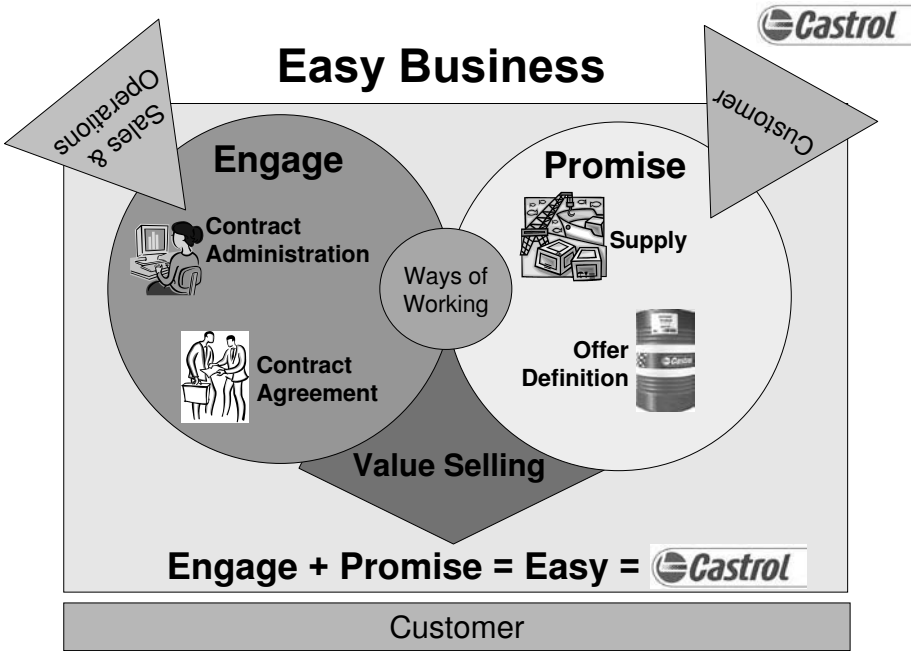 Castrol
Easy Business
Sales &
Operations
Customer
Engage
Promise
Contract
Administration
Supply
Ways of
Working
Contract
Agreement
Offer
Definition
Castrol
Value Selling
Engage + Promise = Easy = Castrol
Customer